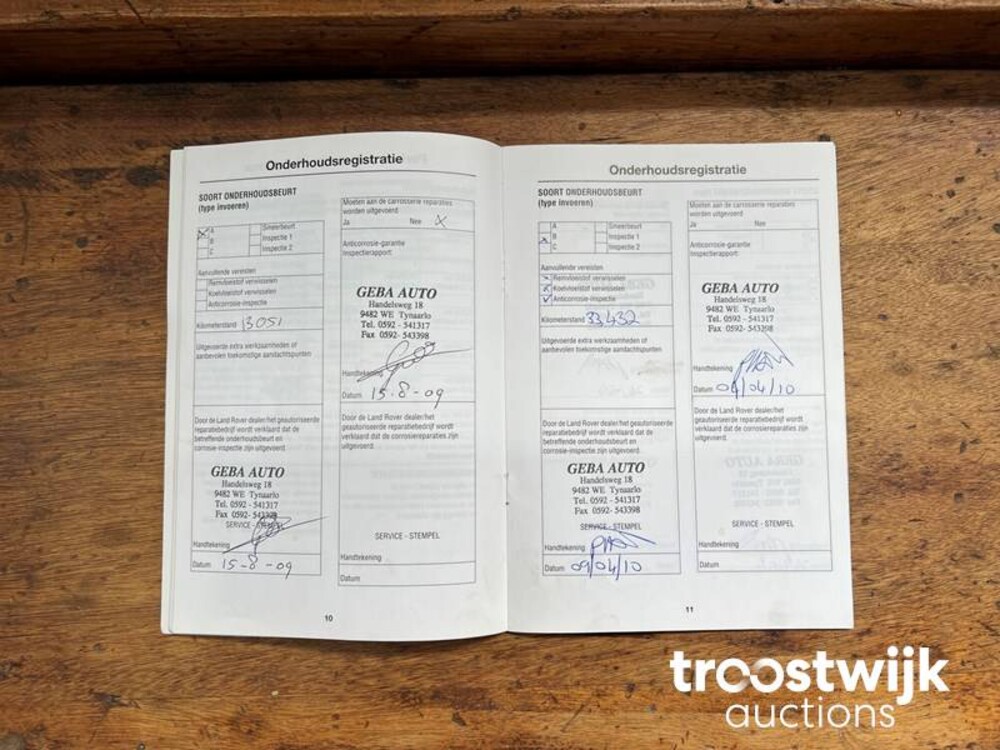 Onderhoudsregistratie
SOORT ONDERHOUDSBEURT
(type invoeren)
A
B
C
Smeerbeurt
Inspectie 1
Inspectie 2
Aanvullende vereisten
Remvloeistof verwisselen
Koelvloeistof verwisselen
Anticorrosie-inspectie
Kilometerstand 13051
Uitgevoerde extra werkzaamheden of
aanbevolen toekomstige aandachtspunten
Door de Land Rover dealer/het geautoriseerde
reparatiebedrijf wordt verklaard dat de
betreffende onderhoudsbeurt en
corrosie-inspectie zijn uitgevoerd.
GEBA AUTO
Handelsweg 18
9482 WE Tynaarlo
Tel. 0592 - 541317
Fax 0592- 543398
SERVICE - STEMPEL
Handtekening
Datum 15-8-09
Moeten aan de carrosserie reparaties
worden uitgevoerd
Ja Nee X
Anticorrosie-garantie
Inspectierapport:
GEBA AUTO
Handelsweg 18
9482 WE Tynaarlo
Tel. 0592 - 541317
Fax 0592- 543398
Handtekening
Datum 15-8-09
Door de Land Rover dealer/het
geautoriseerde reparatiebedrijf wordt
verklaard dat de corrosiereparaties zijn
uitgevoerd.
SERVICE - STEMPEL
Handtekening
Datum
10
Onderhoudsregistratie
SOORT ONDERHOUDSBEURT
(type invoeren)
A
B
C
Smeerbeurt
Inspectie 1
Inspectie 2
Aanvullende vereisten
Remvloeistof verwisselen
Koelvloeistof verwisselen
Anticorrosie-inspectie
Kilometerstand 33432
Uitgevoerde extra werkzaamheden of
aanbevolen toekomstige aandachtspunten
Door de Land Rover dealer/het geautoriseerde
reparatiebedrijf wordt verklaard dat de
betreffende onderhoudsbeurt en
corrosie-inspectie zijn uitgevoerd.
GEBA AUTO
Handelsweg 18
9482 WE Tynaarlo
Tel. 0592 - 541317
Fax 0592- 543398
SERVICE - STEMPEL
Handtekening
Datum 09/04/10
Moeten aan de carrosserie reparaties
worden uitgevoerd
Ja Nee
Anticorrosie-garantie
Inspectierapport:
GEBA AUTO
Handelsweg 18
9482 WE Tynaarlo
Tel. 0592 - 541317
Fax 0592- 543398
Handtekening
Datum 04/10
Door de Land Rover dealer/het
geautoriseerde reparatiebedrijf wordt
verklaard dat de corrosiereparaties zijn
uitgevoerd.
SERVICE - STEMPEL
Handtekening
Datum
11
troostwijk
auctions